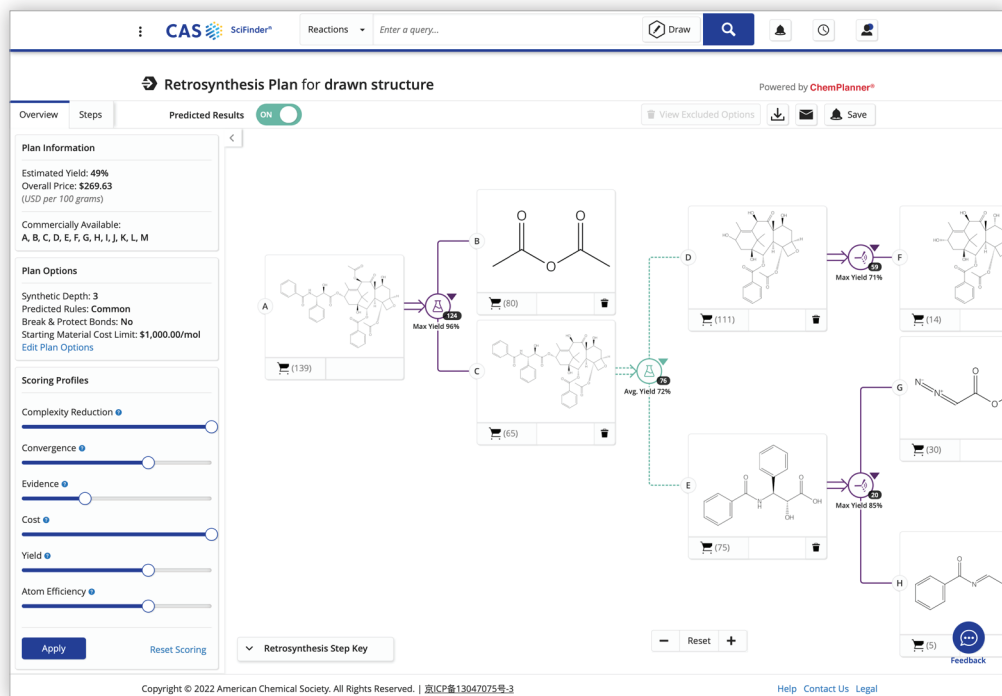 CAS SciFinder®
Reactions
Enter a query...
Draw
Retrosynthesis Plan for drawn structure
Powered by ChemPlanner®
Overview
Steps
Predicted Results
ON
View Excluded Options
Save
Plan Information
Estimated Yield: 49%
Overall Price: $269.63
(USD per 100 grams)
Commercially Available:
A, B, C, D, E, F, G, H, I, J, K, L, M
Plan Options
Synthetic Depth: 3
Predicted Rules: Common
Break & Protect Bonds: No
Starting Material Cost Limit: $1,000.00/mol
Edit Plan Options
Scoring Profiles
Complexity Reduction
Convergence
Evidence
Cost
Yield
Atom Efficiency
Apply
Reset Scoring
A
(139)
124
Max Yield 96%
B
O
O
O
(80)
C
(65)
76
Avg. Yield 72%
D
(111)
59
Max Yield 71%
F
(14)
E
O
O
N
H
OH
OH
(75)
20
Max Yield 85%
G
N
N⁺
O
O
(30)
H
O
N
(5)
Retrosynthesis Step Key
Reset
Feedback
Copyright © 2022 American Chemical Society. All Rights Reserved. | 京ICP备13047075号-3
Help
Contact Us
Legal